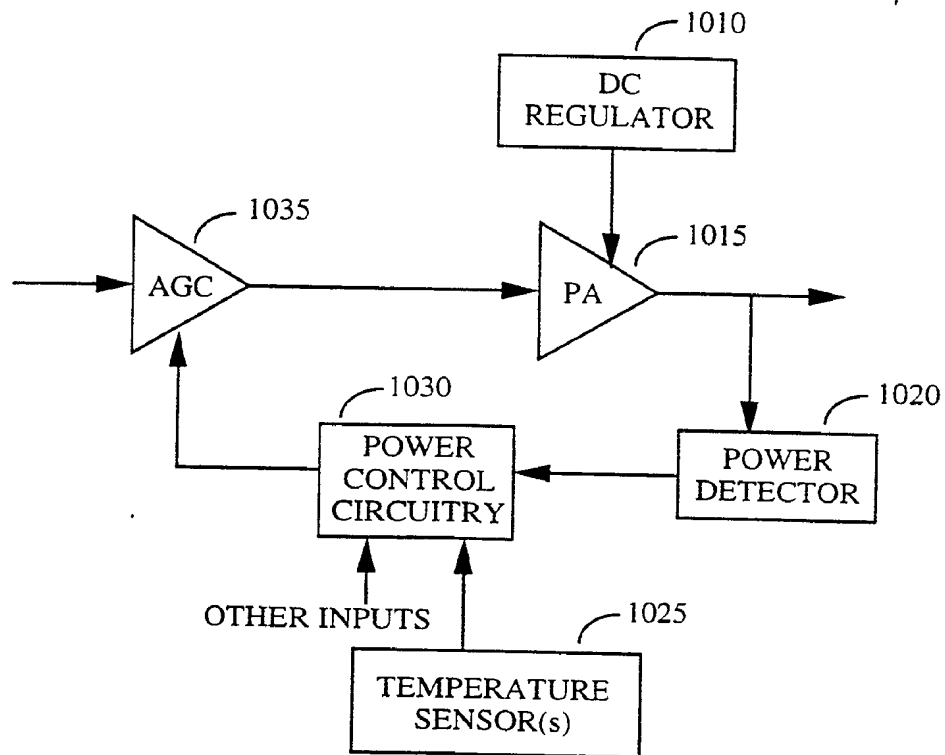 1010
DC
REGULATOR
1035
1015
AGC
PA
1030
1020
POWER
CONTROL
CIRCUITRY
POWER
DETECTOR
OTHER INPUTS
1025
TEMPERATURE
SENSOR(s)